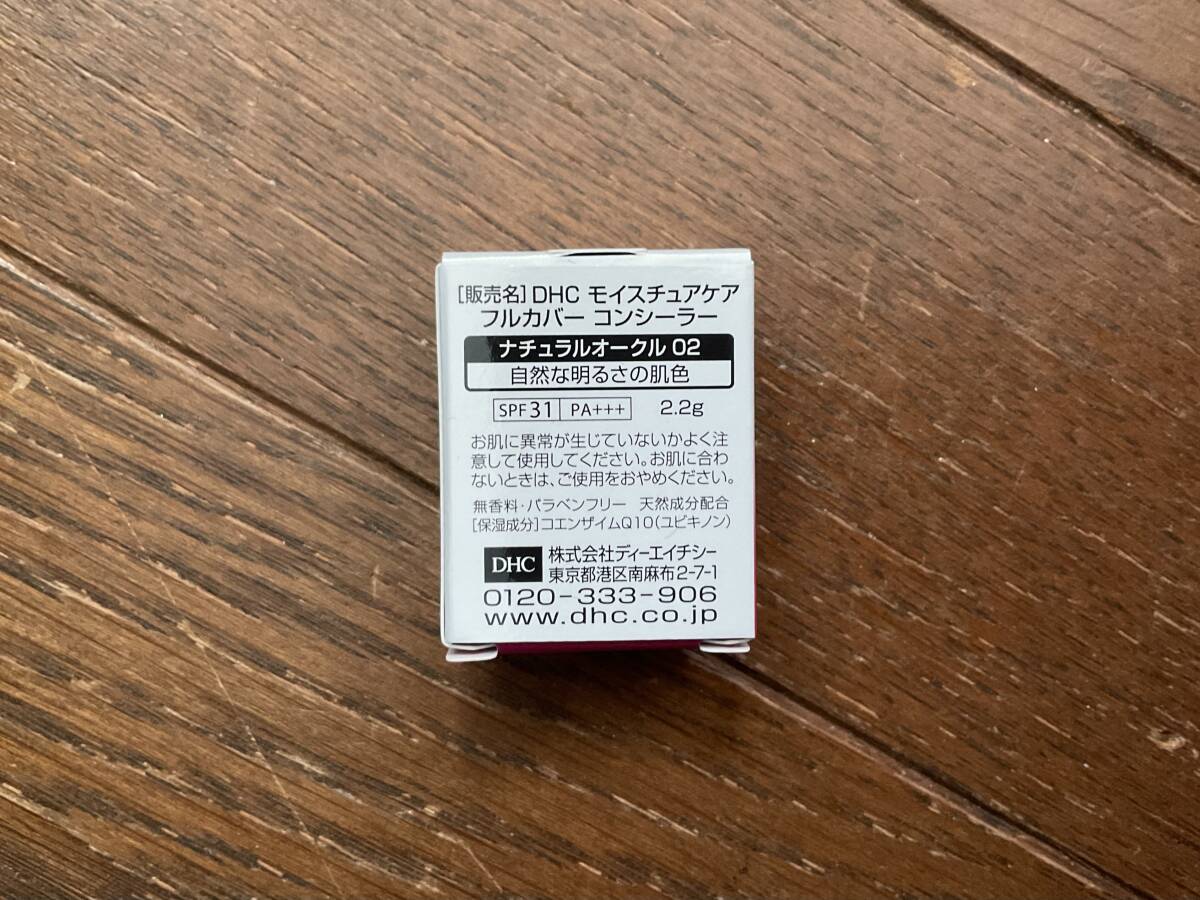 [販売名]DHC モイスチュアケア
フルカバー コンシーラー
ナチュラルオークル 02
自然な明るさの肌色
SPF31 PA+++ 2.2g
お肌に異常が生じていないかよく注
意して使用してください。お肌に合わ
ないときは、ご使用をおやめください。
無香料・パラベンフリー 天然成分配合
[保湿成分]コエンザイムQ10(ユビキノン)
DHC 株式会社ディーエイチシー
東京都港区南麻布2-7-1
0120-333-906
www.dhc.co.jp